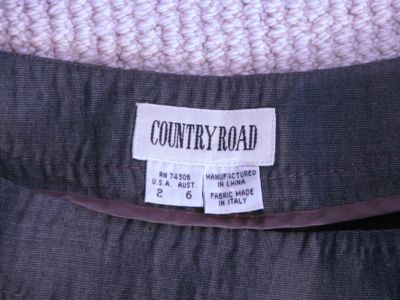 COUNTRY ROAD
RN 74306
U.S.A. AUST.
2 6
MANUFACTURED
IN CHINA
FABRIC MADE
IN ITALY